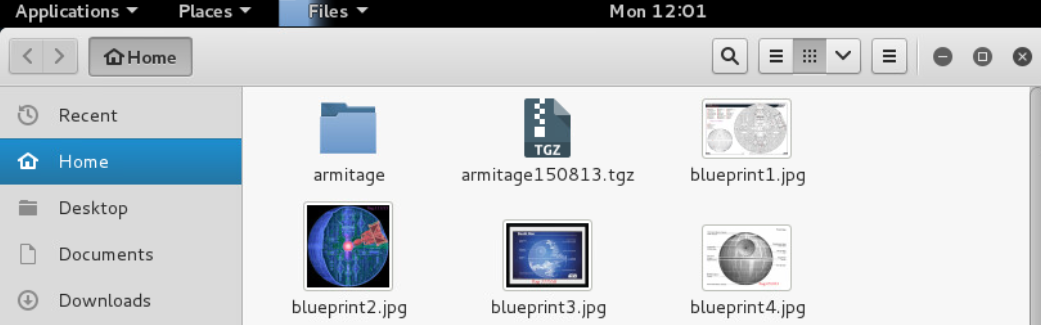 Applications Places Files Mon 12:01
Home
Recent
Home
Desktop
Documents
Downloads
armitage
TGZ
armitage150813.tgz
blueprint1.jpg
blueprint2.jpg
blueprint3.jpg
blueprint4.jpg